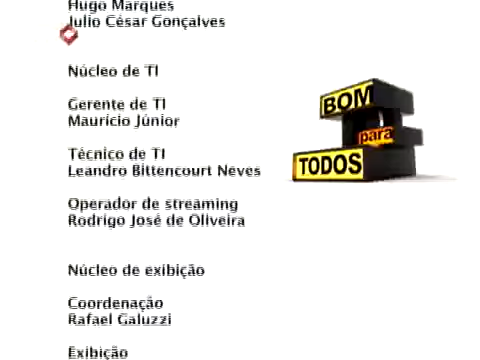 Hugo Marques
Julio César Gonçalves
Núcleo de TI
Gerente de TI
Maurício Júnior
Técnico de TI
Leandro Bittencourt Neves
Operador de streaming
Rodrigo José de Oliveira
Núcleo de exibição
Coordenação
Rafael Galuzzi
Exibição
BOM
para
TODOS